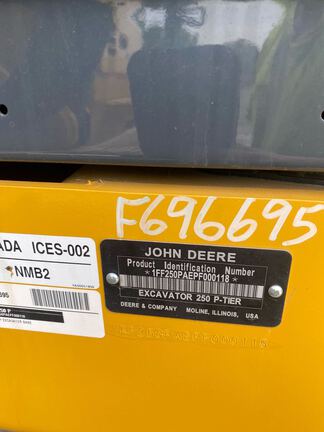 F696695
ADA ICES-002
NMB2
JOHN DEERE
Product Identification Number
*1FF250PAEPF000118*
EXCAVATOR 250 P-TIER
DEERE & COMPANY MOLINE, ILLINOIS, USA